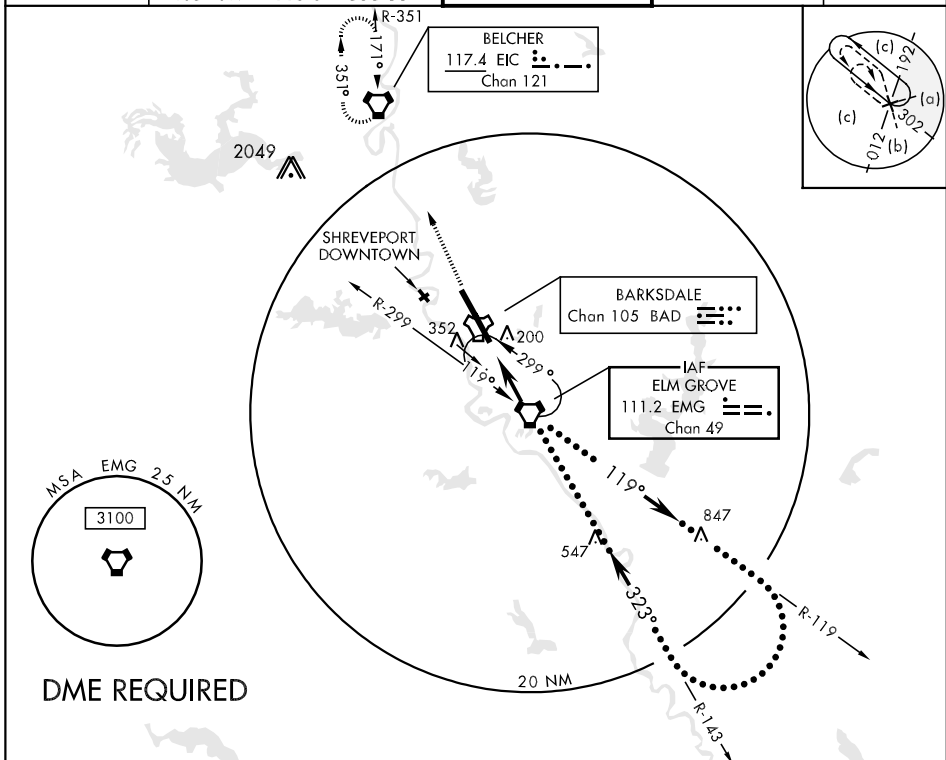 R-351
171°
351°
BELCHER
117.4 EIC
Chan 121
(c)
192
(a)
(c)
302
(b)
012
2049
SHREVEPORT
DOWNTOWN
R-299
352
200
299°
119°
BARKSDALE
Chan 105 BAD
IAF
ELM GROVE
111.2 EMG
Chan 49
MSA EMG 25 NM
3100
119°
847
547
323°
R-119
20 NM
R-143
DME REQUIRED